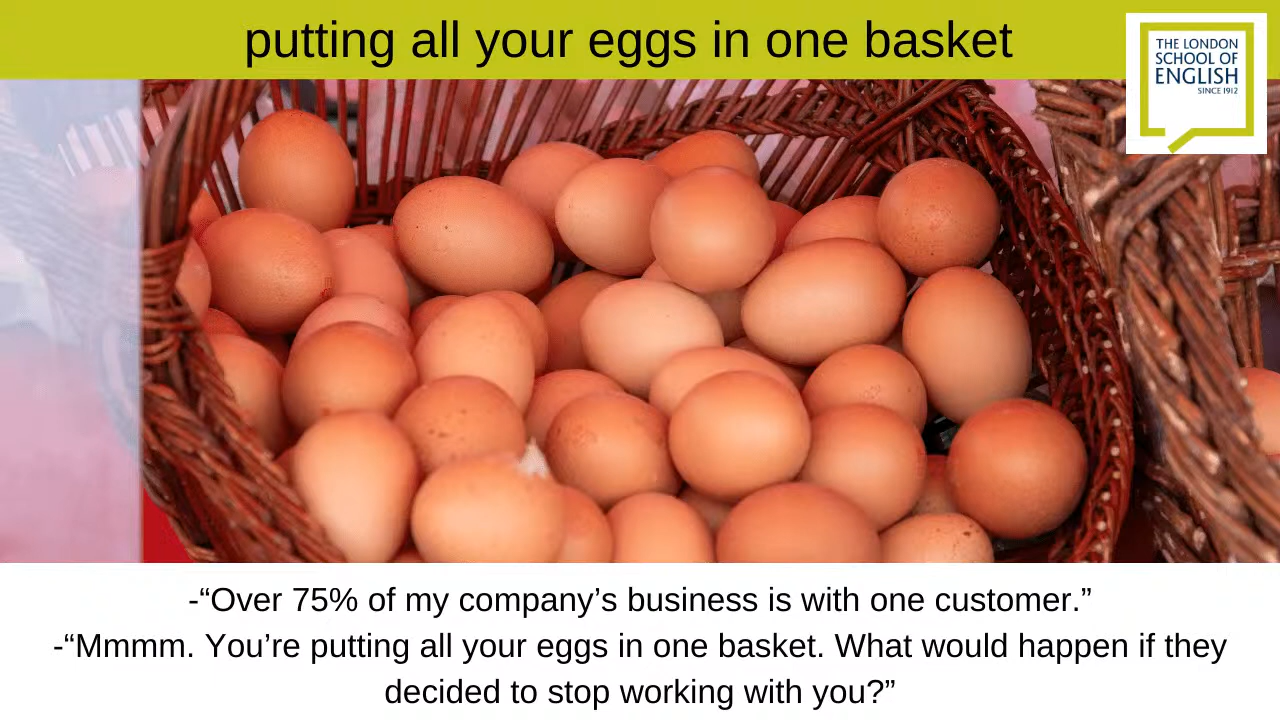 putting all your eggs in one basket
THE LONDON
SCHOOL OF
ENGLISH
SINCE 1912
-“Over 75% of my company’s business is with one customer.”
-“Mmmm. You’re putting all your eggs in one basket. What would happen if they
decided to stop working with you?”